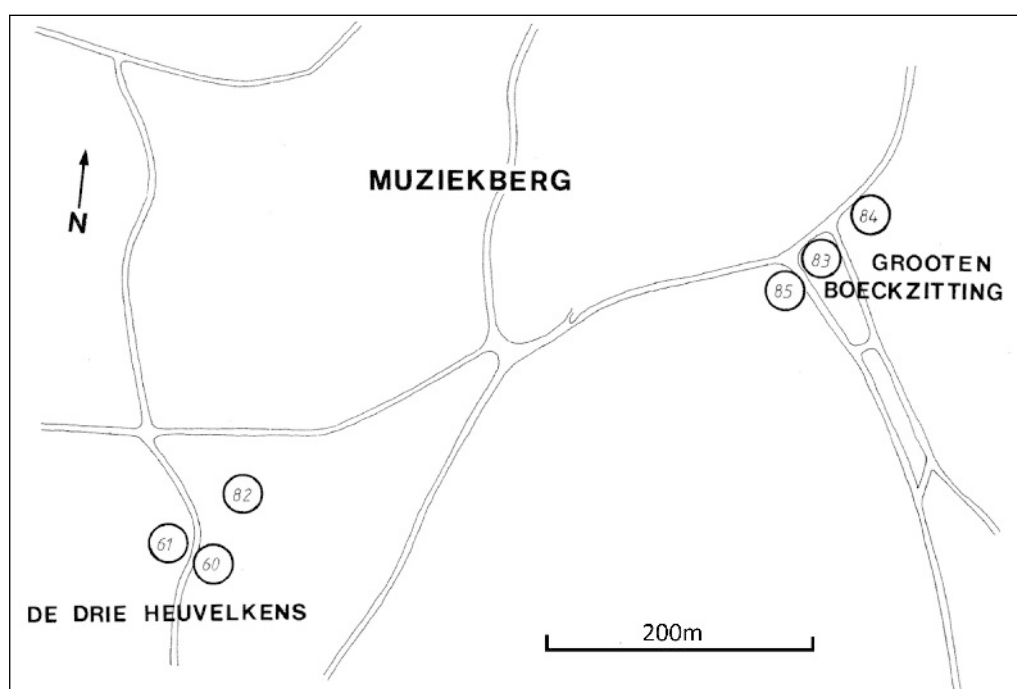 MUZIEKBERG
N
84
83
GROOTEN
85
BOECKZITTING
82
61
60
DE DRIE HEUVELKENS
200m